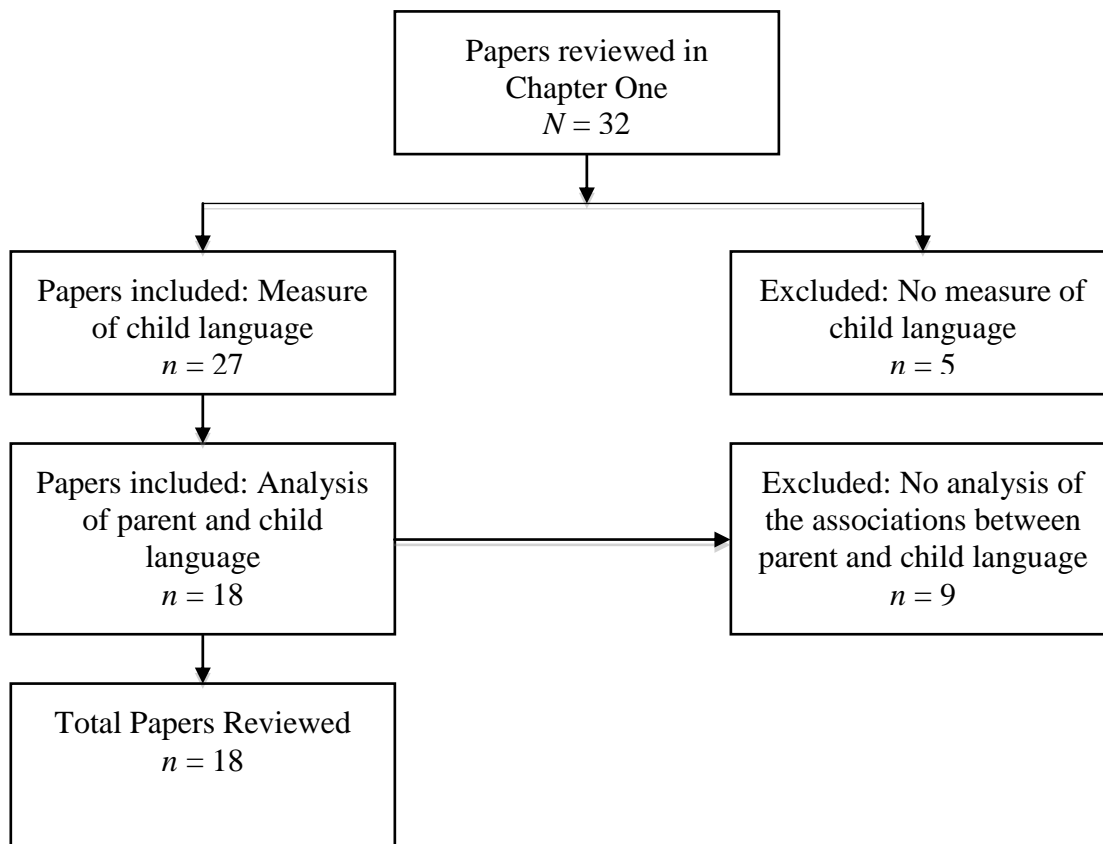 Papers reviewed in
Chapter One
N = 32
Papers included: Measure
of child language
n = 27
Excluded: No measure of
child language
n = 5
Papers included: Analysis
of parent and child
language
n = 18
Excluded: No analysis of
the associations between
parent and child language
n = 9
Total Papers Reviewed
n = 18